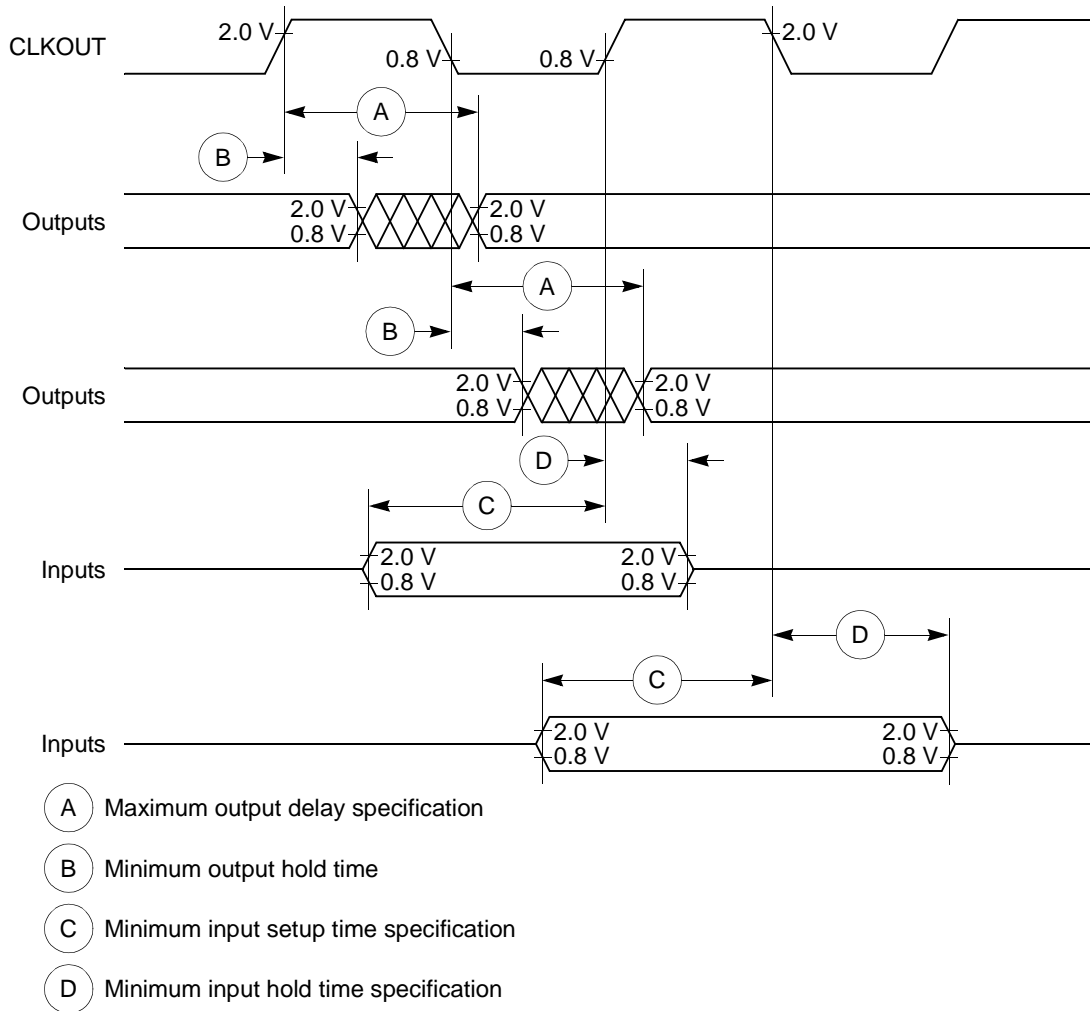 2.0 V
2.0 V
CLKOUT
0.8 V
0.8 V
A
B
2.0 V
2.0 V
Outputs
0.8 V
0.8 V
A
B
2.0 V
2.0 V
Outputs
0.8 V
0.8 V
D
C
2.0 V
2.0 V
Inputs
0.8 V
0.8 V
D
C
2.0 V
2.0 V
Inputs
0.8 V
0.8 V
A Maximum output delay specification
B Minimum output hold time
C Minimum input setup time specification
D Minimum input hold time specification